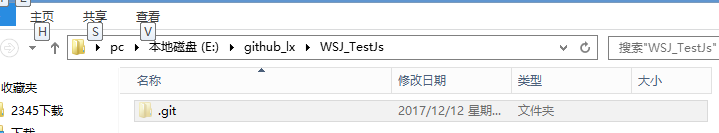 主页 共享 查看
H S V
pc 本地磁盘 (E:) github_lx WSJ_TestJs 搜索"WSJ_TestJs"
名称 修改日期 类型 大小
收藏夹
.git 2017/12/12 星期... 文件夹
2345下载